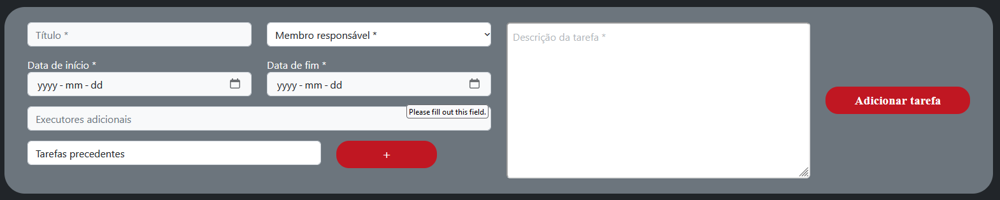 Título *
Membro responsável *
Descrição da tarefa *
Data de início *
Data de fim *
yyyy - mm - dd
yyyy - mm - dd
Adicionar tarefa
Please fill out this field.
Executores adicionais
Tarefas precedentes
+